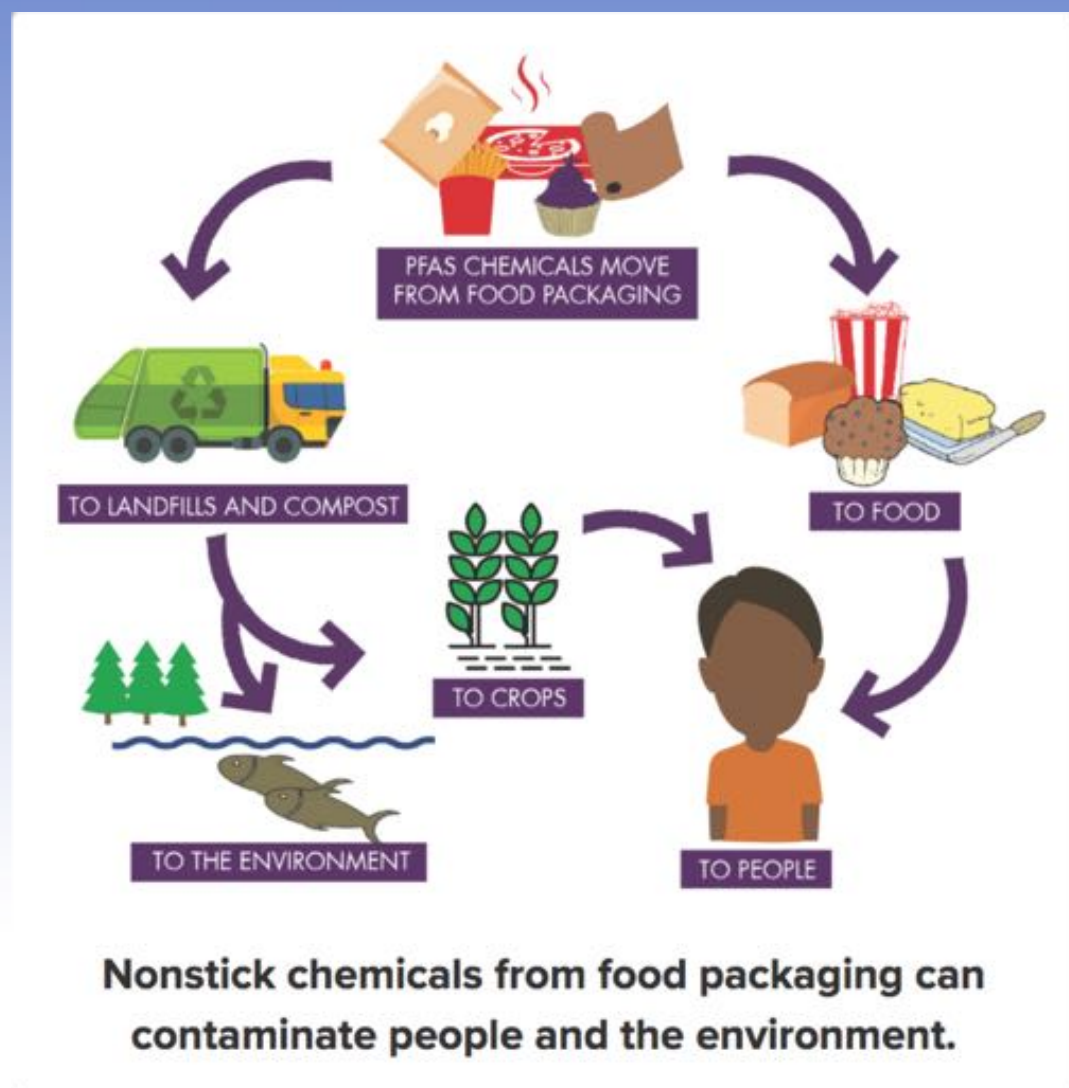 PFAS CHEMICALS MOVE
FROM FOOD PACKAGING
TO LANDFILLS AND COMPOST
TO FOOD
TO CROPS
TO THE ENVIRONMENT
TO PEOPLE
Nonstick chemicals from food packaging can
contaminate people and the environment.